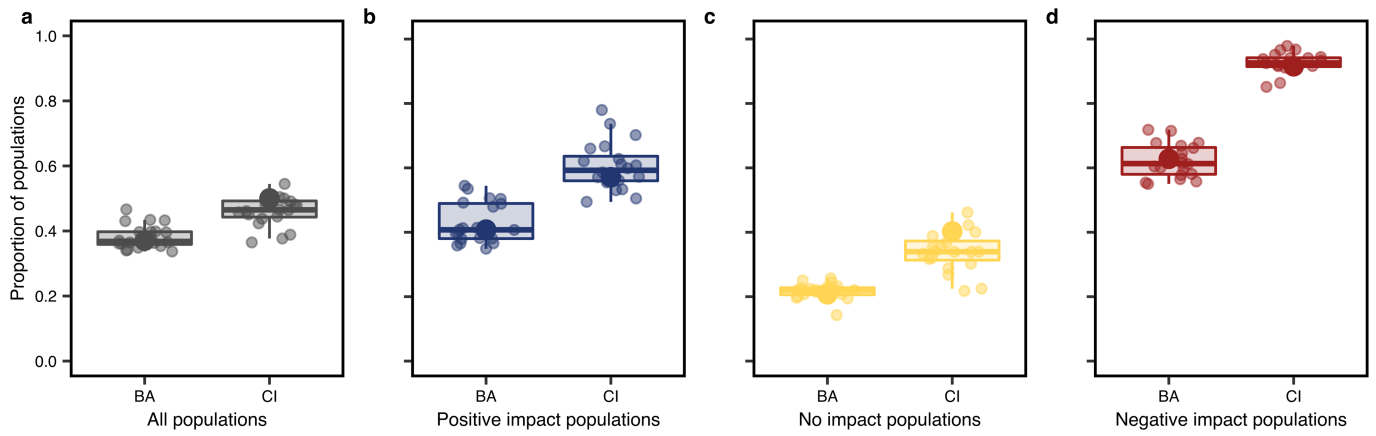 a
b
c
d
Proportion of populations
1.0
0.8
0.6
0.4
0.2
0.0
BA
CI
BA
CI
BA
CI
BA
CI
All populations
Positive impact populations
No impact populations
Negative impact populations